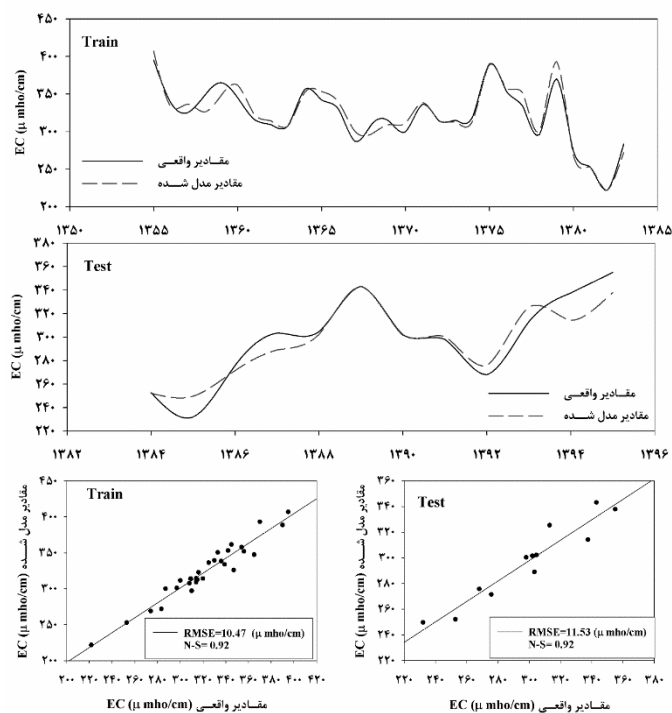 Train
EC (µ mho/cm)
۴۵۰
۴۰۰
۳۵۰
۳۰۰
۲۵۰
۲۰۰
مقادیر واقعی
مقادیر مدل شده
۱۳۵۰ ۱۳۵۵ ۱۳۶۰ ۱۳۶۵ ۱۳۷۰ ۱۳۷۵ ۱۳۸۰ ۱۳۸۵
Test
EC (µ mho/cm)
۳۸۰
۳۶۰
۳۴۰
۳۲۰
۳۰۰
۲۸۰
۲۶۰
۲۴۰
۲۲۰
مقادیر واقعی
مقادیر مدل شده
۱۳۸۲ ۱۳۸۴ ۱۳۸۶ ۱۳۸۸ ۱۳۹۰ ۱۳۹۲ ۱۳۹۴ ۱۳۹۶
Train
EC (µ mho/cm) مقادیر مدل شده
۴۵۰
۴۰۰
۳۵۰
۳۰۰
۲۵۰
۲۰۰
RMSE=10.47 (µ mho/cm)
N-S= 0.92
۲۰۰ ۲۲۰ ۲۴۰ ۲۶۰ ۲۸۰ ۳۰۰ ۳۲۰ ۳۴۰ ۳۶۰ ۳۸۰ ۴۰۰ ۴۲۰
EC (µ mho/cm) مقادیر واقعی
Test
EC (µ mho/cm) مقادیر مدل شده
۳۶۰
۳۴۰
۳۲۰
۳۰۰
۲۸۰
۲۶۰
۲۴۰
۲۲۰
RMSE=11.53 (µ mho/cm)
N-S= 0.92
۲۲۰ ۲۴۰ ۲۶۰ ۲۸۰ ۳۰۰ ۳۲۰ ۳۴۰ ۳۶۰
EC (µ mho/cm) مقادیر واقعی